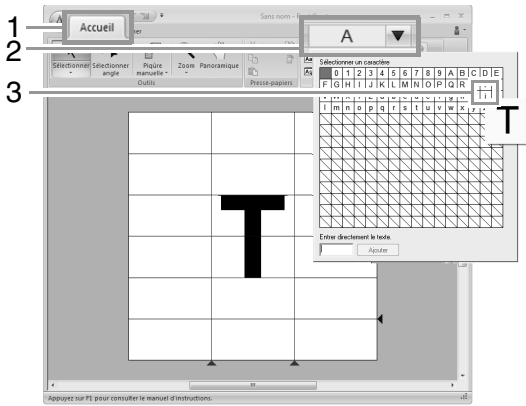 1
Accueil
2
A
Sans nom
Sélectionner
Sélectionner angle
Piqûre manuelle
Zoom
Panoramique
Outils
Presse-papiers
Sélectionner un caractère
0 1 2 3 4 5 6 7 8 9 A B C D E
F G H I J K L M N O P Q R
3
l m n o p q r s t u v w x y
T
T
Entrer directement le texte.
Ajouter
Appuyez sur F1 pour consulter le manuel d'instructions.